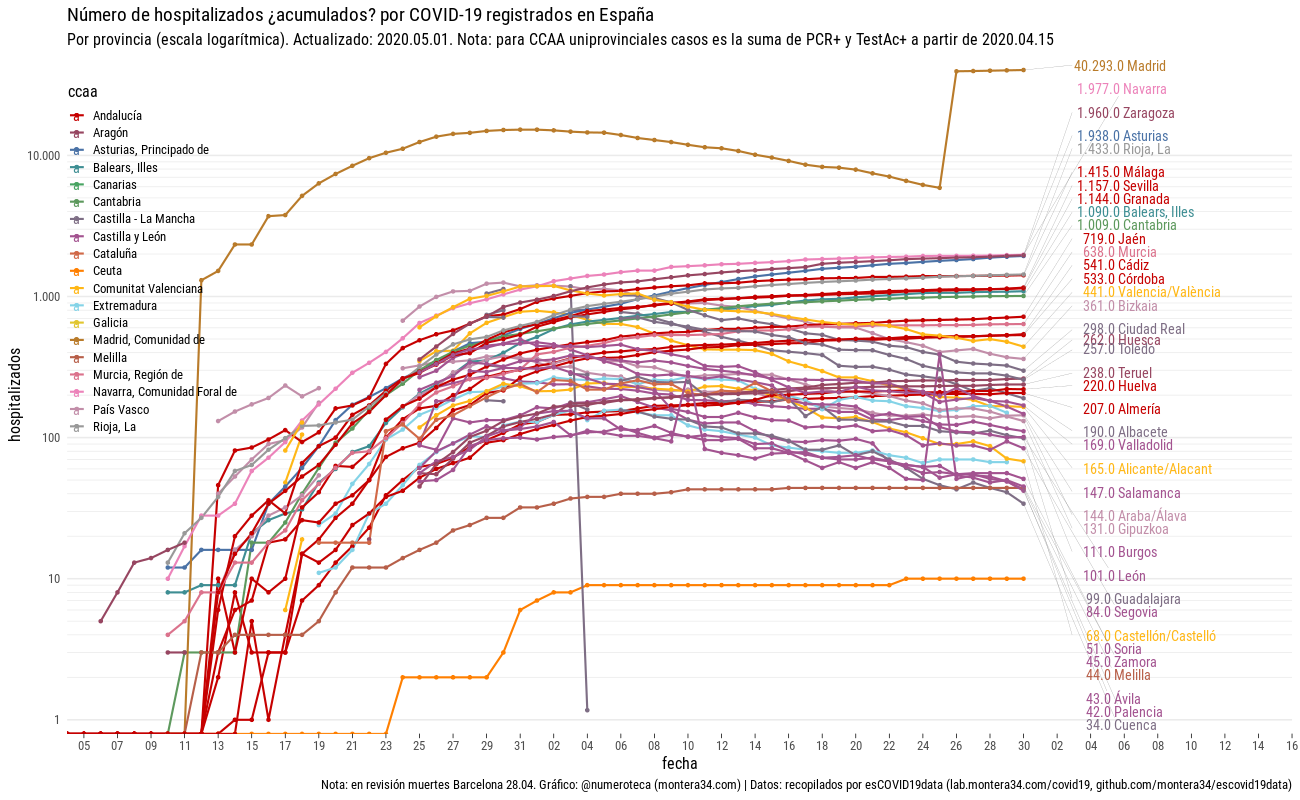 Número de hospitalizados ¿acumulados? por COVID-19 registrados en España
Por provincia (escala logarítmica). Actualizado: 2020.05.01. Nota: para CCAA uniprovinciales casos es la suma de PCR+ y TestAc+ a partir de 2020.04.15
ccaa
Andalucía
Aragón
Asturias, Principado de
Balears, Illes
Canarias
Cantabria
Castilla - La Mancha
Castilla y León
Cataluña
Ceuta
Comunitat Valenciana
Extremadura
Galicia
Madrid, Comunidad de
Melilla
Murcia, Región de
Navarra, Comunidad Foral de
País Vasco
Rioja, La
hospitalizados
10.000
1.000
100
10
1
40.293.0 Madrid
1.977.0 Navarra
1.960.0 Zaragoza
1.938.0 Asturias
1.433.0 Rioja, La
1.415.0 Málaga
1.157.0 Sevilla
1.144.0 Granada
1.090.0 Balears, Illes
1.009.0 Cantabria
719.0 Jaén
638.0 Murcia
541.0 Cádiz
533.0 Córdoba
441.0 Valencia/València
361.0 Bizkaia
298.0 Ciudad Real
262.0 Huesca
257.0 Toledo
238.0 Teruel
220.0 Huelva
207.0 Almería
190.0 Albacete
169.0 Valladolid
165.0 Alicante/Alacant
147.0 Salamanca
144.0 Araba/Álava
131.0 Gipuzkoa
111.0 Burgos
101.0 León
99.0 Guadalajara
84.0 Segovia
68.0 Castellón/Castelló
51.0 Soria
45.0 Zamora
44.0 Melilla
43.0 Ávila
42.0 Palencia
34.0 Cuenca
05 07 09 11 13 15 17 19 21 23 25 27 29 31 02 04 06 08 10 12 14 16 18 20 22 24 26 28 30 02 04 06 08 10 12 14 16
fecha
Nota: en revisión muertes Barcelona 28.04. Gráfico: @numeroteca (montera34.com) | Datos: recopilados por esCOVID19data (lab.montera34.com/covid19, github.com/montera34/escovid19data)